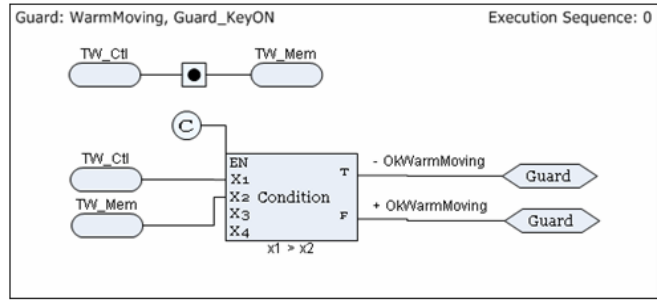 Guard: WarmMoving, Guard_KeyON
Execution Sequence: 0
TW_Ctl
TW_Mem
C
TW_Ctl
TW_Mem
EN
X1
X2
X3
X4
Condition
T
F
x1 > x2
- OkWarmMoving
Guard
+ OkWarmMoving
Guard